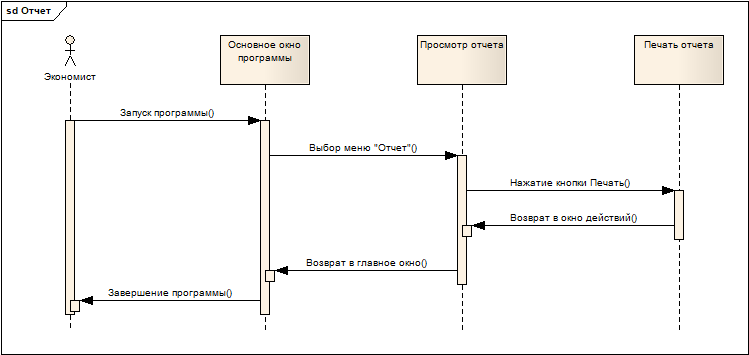 sd Отчет
Основное окно
программы
Просмотр отчета
Печать отчета
Экономист
Запуск программы()
Выбор меню "Отчет"()
Нажатие кнопки Печать()
Возврат в окно действий()
Возврат в главное окно()
Завершение программы()